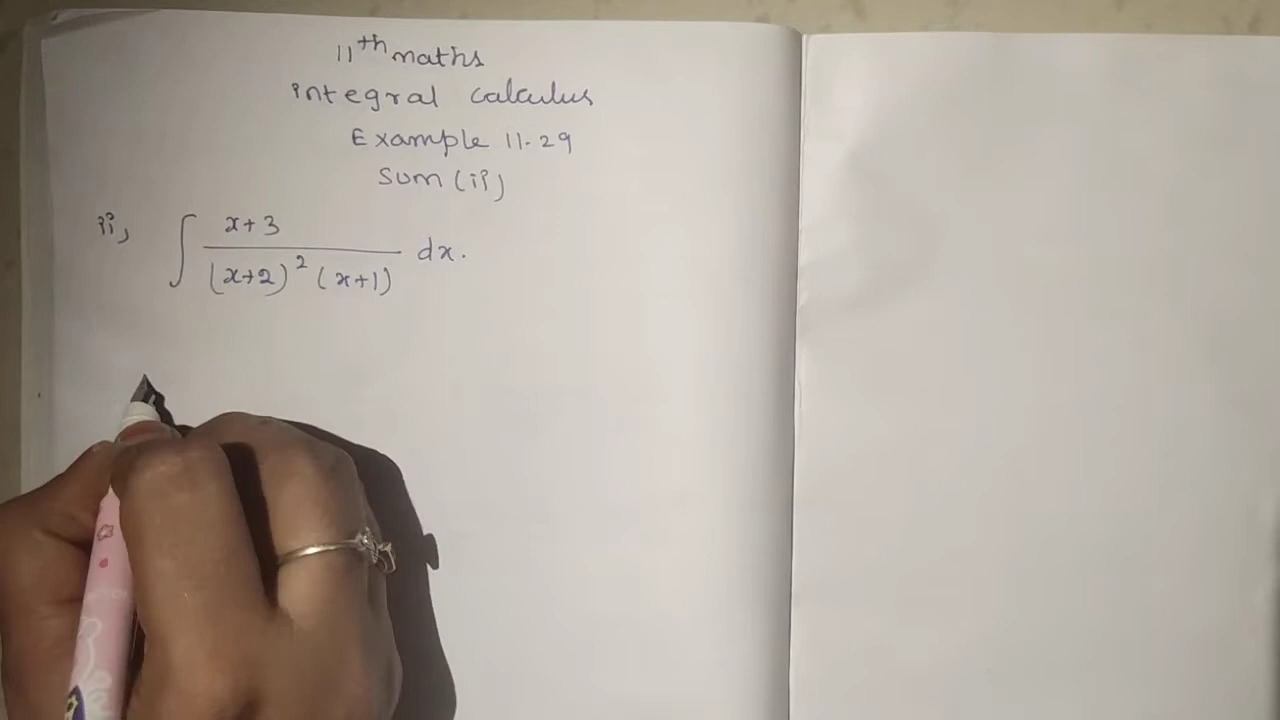 11th maths
integral calculus
Example 11.29
Sum (ii)
ii, ∫ x+3 / (x+2)² (x+1) dx.